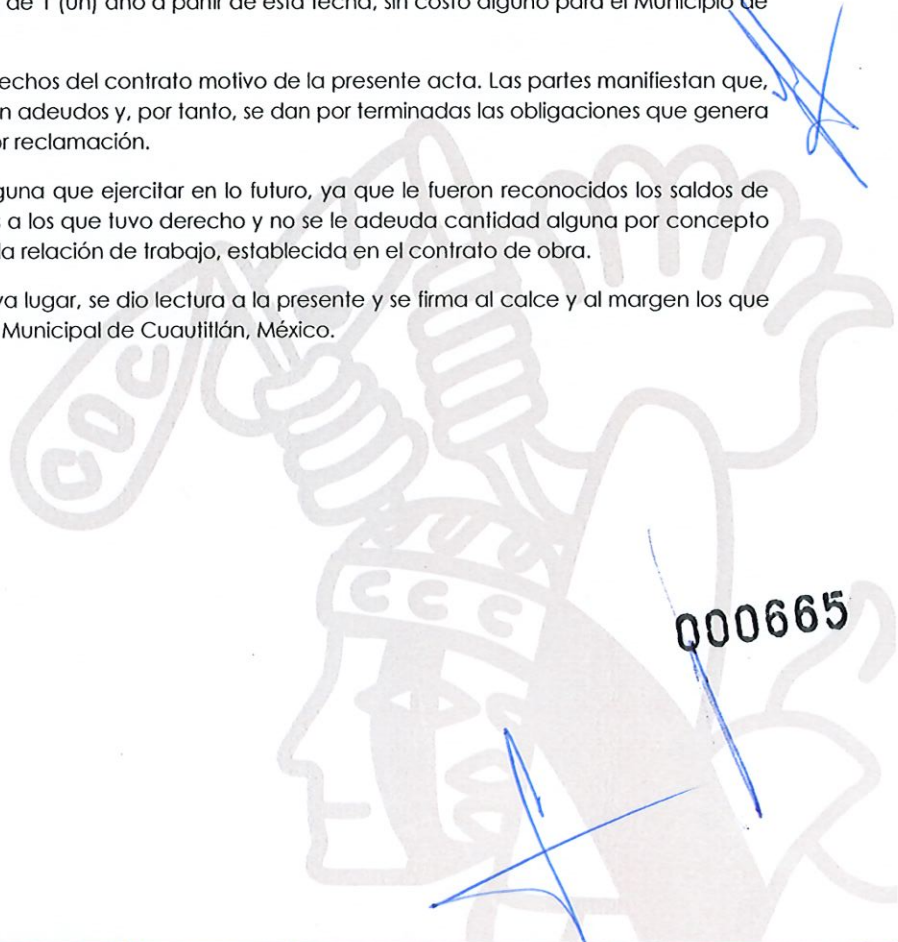 de 1 (un) año a partir de esta fecha, sin costo alguno para el Municipio de
echos del contrato motivo de la presente acta. Las partes manifiestan que,
n adeudos y, por tanto, se dan por terminadas las obligaciones que genera
or reclamación.
guna que ejercitar en lo futuro, ya que le fueron reconocidos los saldos de
a los que tuvo derecho y no se le adeuda cantidad alguna por concepto
la relación de trabajo, establecida en el contrato de obra.
ya lugar, se dio lectura a la presente y se firma al calce y al margen los que
Municipal de Cuautitlán, México.
000665